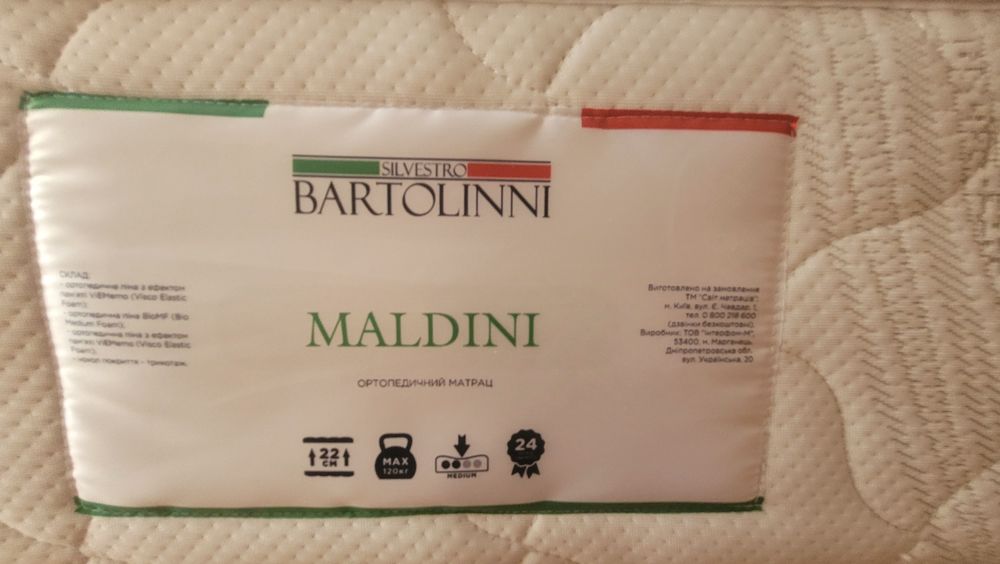 SILVESTRO
BARTOLINNI
СКЛАД:
- ортопедична піна з ефектом
пам'яті ViEMemo (Visco Elastic
Foam);
- ортопедична піна BioMF (Bio
Medium Foam);
- ортопедична піна з ефектом
пам'яті ViEMemo (Visco Elastic
Foam);
- чохол покриття - трикотаж.
MALDINI
ОРТОПЕДИЧНИЙ МАТРАЦ
Виготовлено на замовлення
ТМ "Світ матраців",
м. Київ, вул. Є. Чавдар, 1,
тел. 0 800 218 600
(дзвінки безкоштовні).
Виробник: ТОВ "Інтерфом-М",
53400, м. Марганець,
Дніпропетровська обл.
вул. Українська, 20
22
СМ
MAX
120КГ
MEDIUM
24